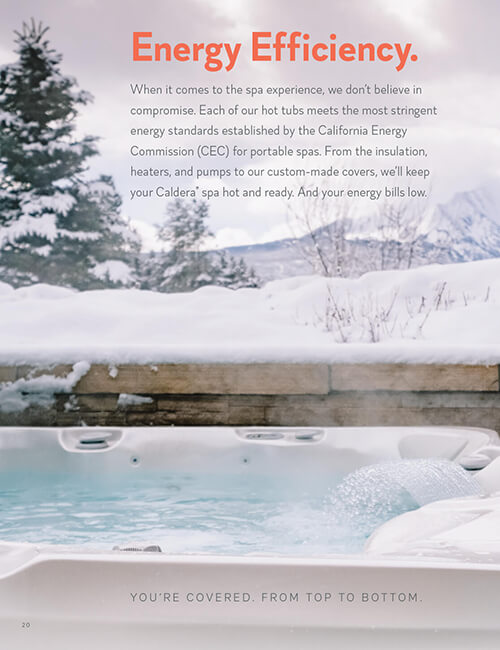 Energy Efficiency.
When it comes to the spa experience, we don't believe in
compromise. Each of our hot tubs meets the most stringent
energy standards established by the California Energy
Commission (CEC) for portable spas. From the insulation,
heaters, and pumps to our custom-made covers, we'll keep
your Caldera® spa hot and ready. And your energy bills low.
YOU'RE COVERED. FROM TOP TO BOTTOM.
20